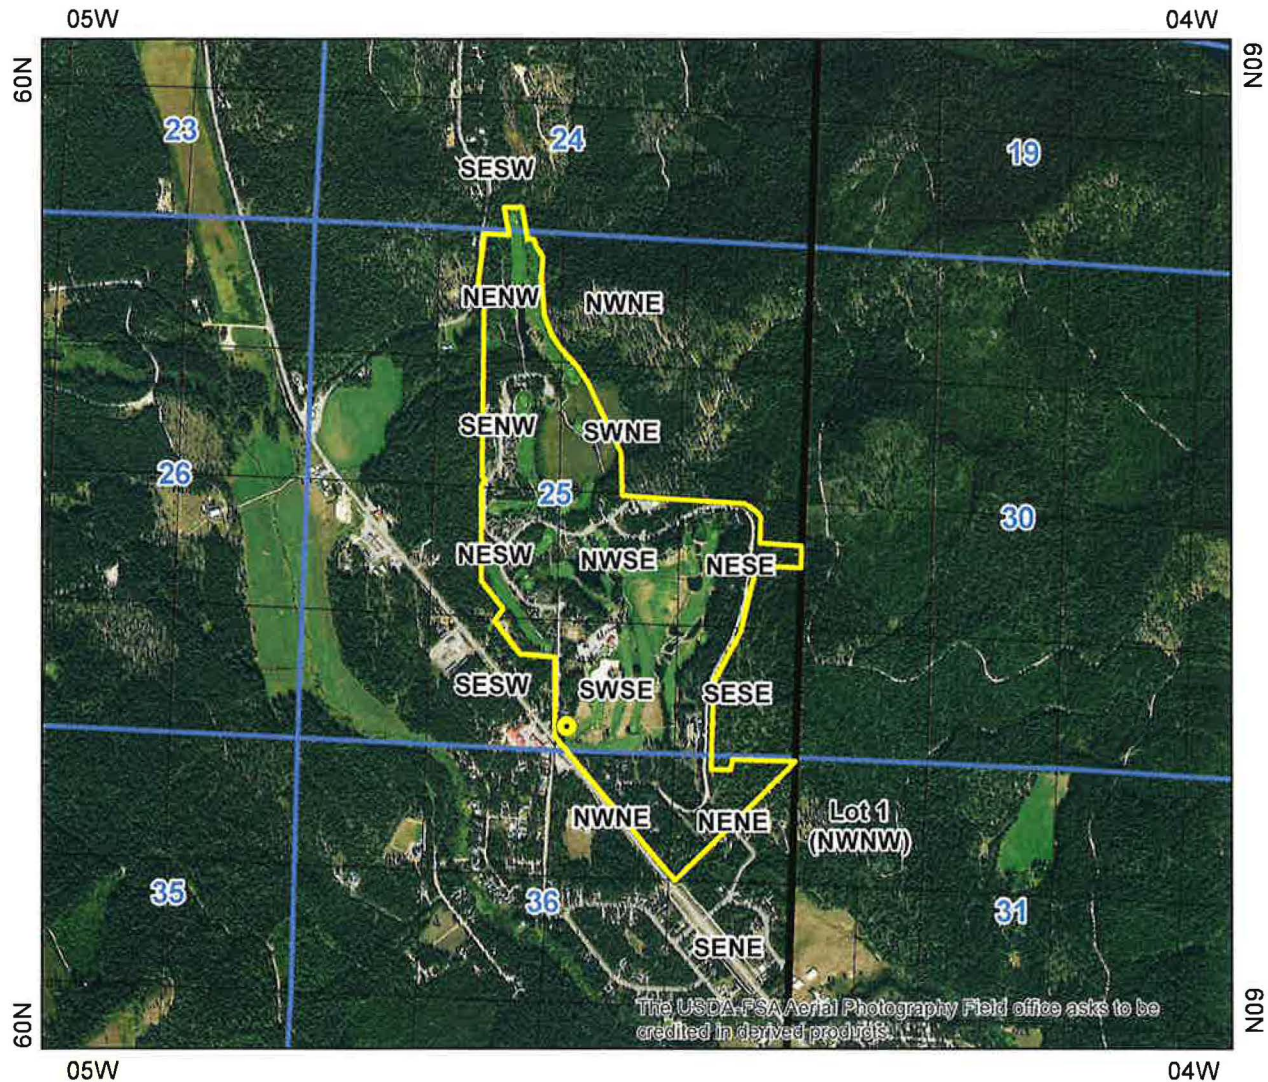 05W
04W
60N
60N
23
24
19
SESW
NENW
NWNE
SENW
SWNE
26
25
30
NESW
NWSE
NESE
SESW
SWSE
SESE
NWNE
NENE
Lot 1
(NWNW)
35
36
31
SENE
The USDA-FSA Aerial Photography Field office asks to be
credited in derived products.
60N
60N
05W
04W